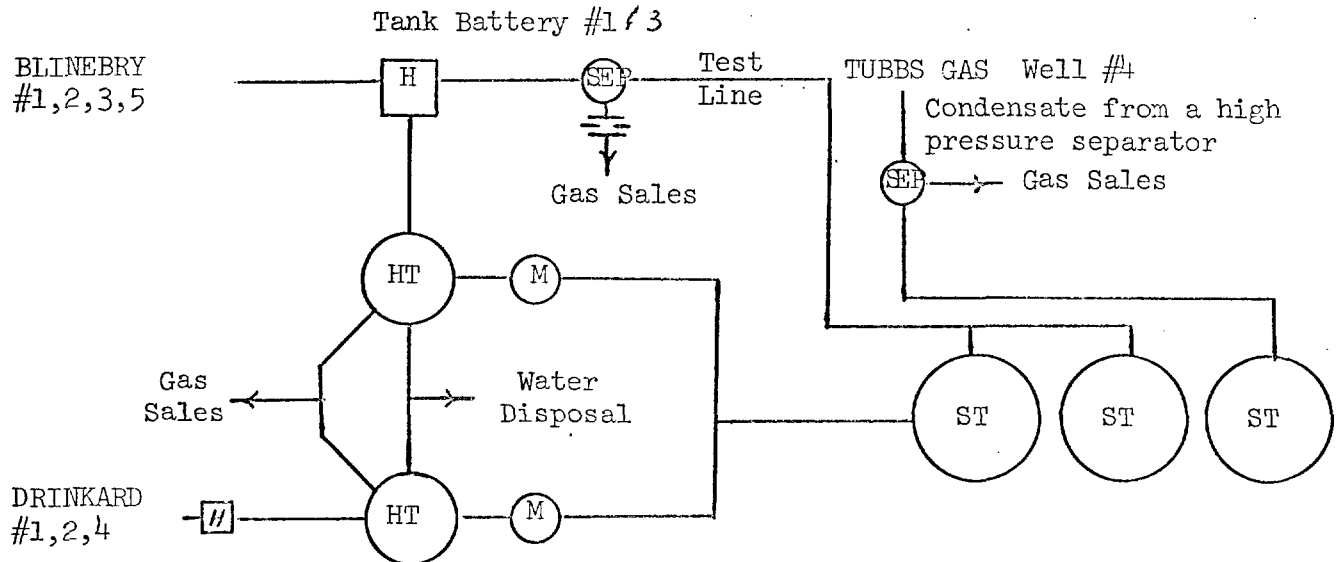 Tank Battery #1 & 3
BLINEBRY
#1,2,3,5
H
SEP
Test
Line
TUBBS GAS Well #4
Condensate from a high
pressure separator
SEP
Gas Sales
Gas Sales
HT
M
Gas
Sales
Water
Disposal
ST
ST
ST
DRINKARD
#1,2,4
H
HT
M